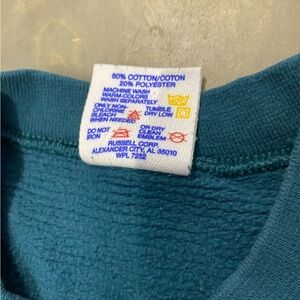 80% COTTON/COTON
20% POLYESTER
MACHINE WASH
WARM-COLORS
WASH SEPARATELY
ONLY NON-
CHLORINE
BLEACH
WHEN NEEDED
TUMBLE
DRY LOW
DO NOT
IRON
OR DRY
CLEAN
EMBLEM
RUSSELL CORP.
ALEXANDER CITY, AL 35010
WPL 7252